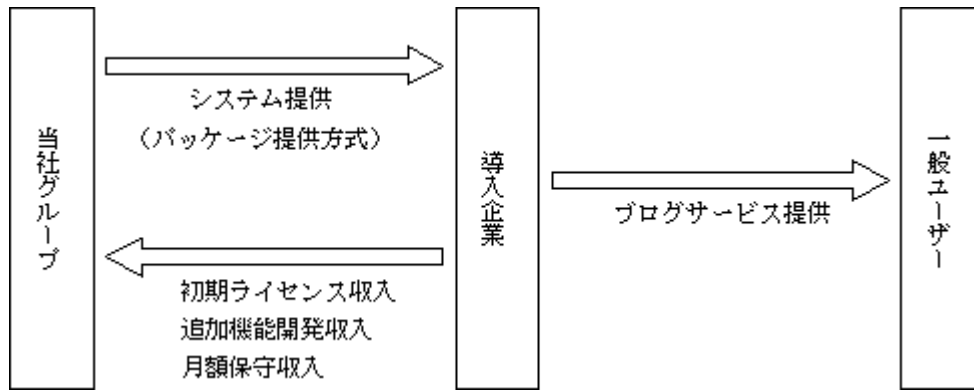 当社グループ
システム提供
（パッケージ提供方式）
初期ライセンス収入
追加機能開発収入
月額保守収入
導入企業
ブログサービス提供
一般ユーザー